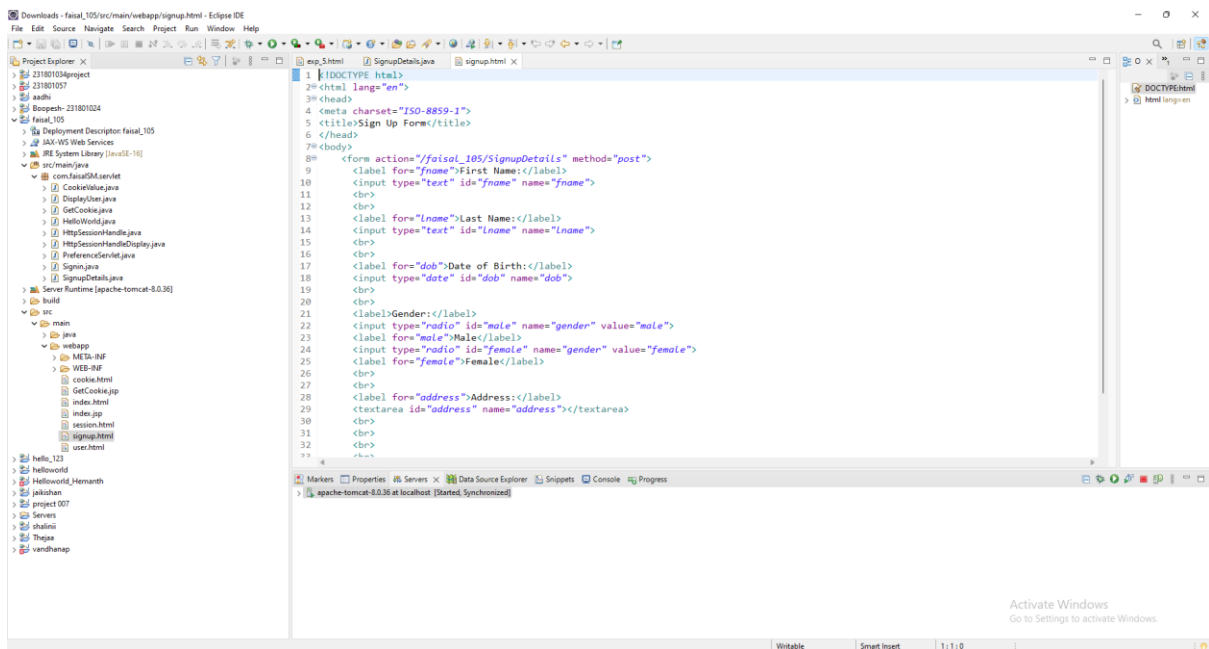 Downloads - faisal_105/src/main/webapp/signup.html - Eclipse IDE
File Edit Source Navigate Search Project Run Window Help
Project Explorer
231801034project
231801057
aadhi
Boopesh- 231801024
faisal_105
Deployment Descriptor: faisal_105
JAX-WS Web Services
JRE System Library [JavaSE-16]
src/main/java
com.faisalSM.servlet
CookieValue.java
DisplayUser.java
GetCookie.java
HelloWorld.java
HttpSessionHandle.java
HttpSessionHandleDisplay.java
PreferenceServlet.java
Signin.java
SignupDetails.java
Server Runtime [apache-tomcat-8.0.36]
build
src
main
java
webapp
META-INF
WEB-INF
cookie.html
GetCookie.jsp
index.html
index.jsp
session.html
signup.html
user.html
hello_123
helloworld
Helloworld_Hemanth
jaikishan
project 007
Servers
shalinii
Thejaa
vandhanap
exp_5.html SignupDetails.java signup.html
1 <!DOCTYPE html>
2 <html lang="en">
3 <head>
4 <meta charset="ISO-8859-1">
5 <title>Sign Up Form</title>
6 </head>
7 <body>
8 <form action="/faisal_105/SignupDetails" method="post">
9 <label for="fname">First Name:</label>
10 <input type="text" id="fname" name="fname">
11 <br>
12 <br>
13 <label for="lname">Last Name:</label>
14 <input type="text" id="lname" name="lname">
15 <br>
16 <br>
17 <label for="dob">Date of Birth:</label>
18 <input type="date" id="dob" name="dob">
19 <br>
20 <br>
21 <label>Gender:</label>
22 <input type="radio" id="male" name="gender" value="male">
23 <label for="male">Male</label>
24 <input type="radio" id="female" name="gender" value="female">
25 <label for="female">Female</label>
26 <br>
27 <br>
28 <label for="address">Address:</label>
29 <textarea id="address" name="address"></textarea>
30 <br>
31 <br>
32 <br>
33 <br>
O
DOCTYPE:html
html lang=en
Markers Properties Servers Data Source Explorer Snippets Console Progress
apache-tomcat-8.0.36 at localhost [Started, Synchronized]
Activate Windows
Go to Settings to activate Windows.
Writable Smart Insert 1 : 1 : 0